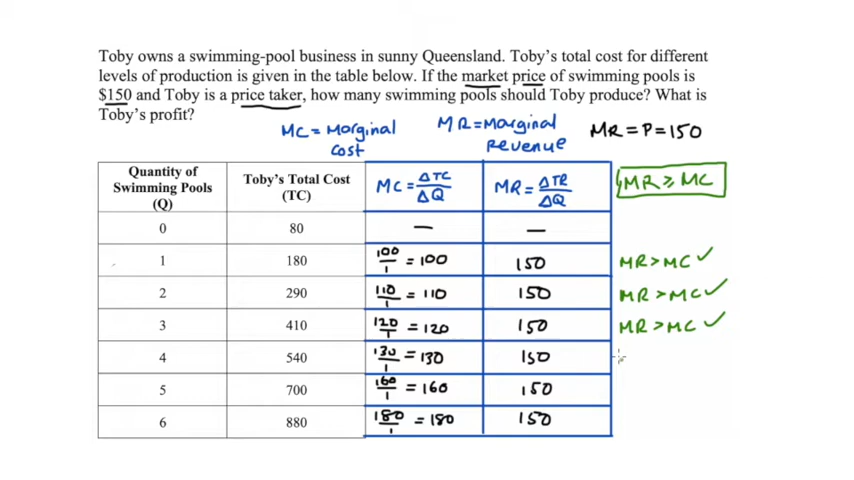 Toby owns a swimming-pool business in sunny Queensland. Toby's total cost for different
levels of production is given in the table below. If the market price of swimming pools is
$150 and Toby is a price taker, how many swimming pools should Toby produce? What is
Toby's profit?
MC = Marginal Cost
MR = Marginal Revenue
MR = P = 150
Quantity of Swimming Pools (Q) Toby's Total Cost (TC) MC = ΔTC/ΔQ MR = ΔTR/ΔQ MR ≥ MC
0 80 — —
1 180 100/1 = 100 150 MR > MC ✓
2 290 110/1 = 110 150 MR > MC ✓
3 410 120/1 = 120 150 MR > MC ✓
4 540 130/1 = 130 150
5 700 160/1 = 160 150
6 880 180/1 = 180 150